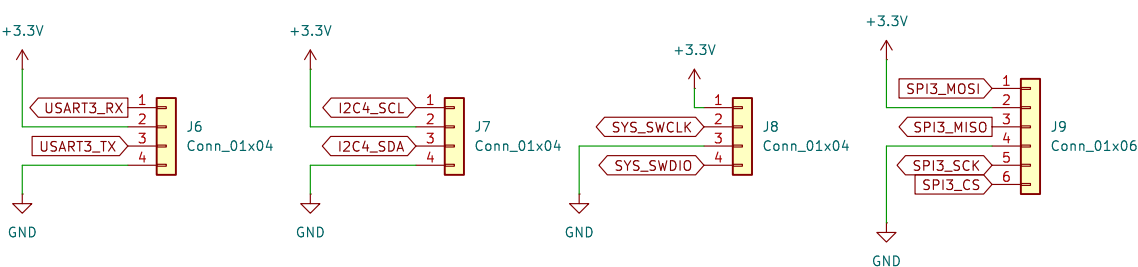 +3.3V
USART3_RX
1
2
USART3_TX
3
4
J6
Conn_01x04
GND
+3.3V
I2C4_SCL
1
2
I2C4_SDA
3
4
J7
Conn_01x04
GND
+3.3V
1
SYS_SWCLK
2
3
SYS_SWDIO
4
J8
Conn_01x04
GND
+3.3V
SPI3_MOSI
1
2
SPI3_MISO
3
4
SPI3_SCK
5
SPI3_CS
6
J9
Conn_01x06
GND